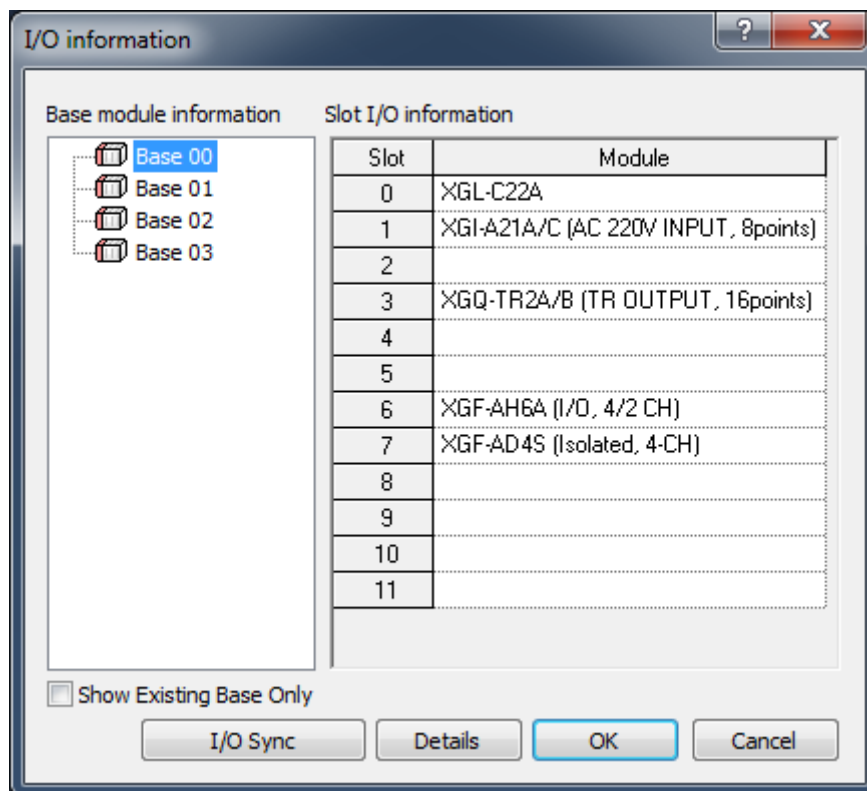 I/O information
?
Base module information
Slot I/O information
Base 00
Base 01
Base 02
Base 03
Slot Module
0 XGL-C22A
1 XGI-A21A/C (AC 220V INPUT, 8points)
2
3 XGQ-TR2A/B (TR OUTPUT, 16points)
4
5
6 XGF-AH6A (I/O, 4/2 CH)
7 XGF-AD4S (Isolated, 4-CH)
8
9
10
11
Show Existing Base Only
I/O Sync
Details
OK
Cancel